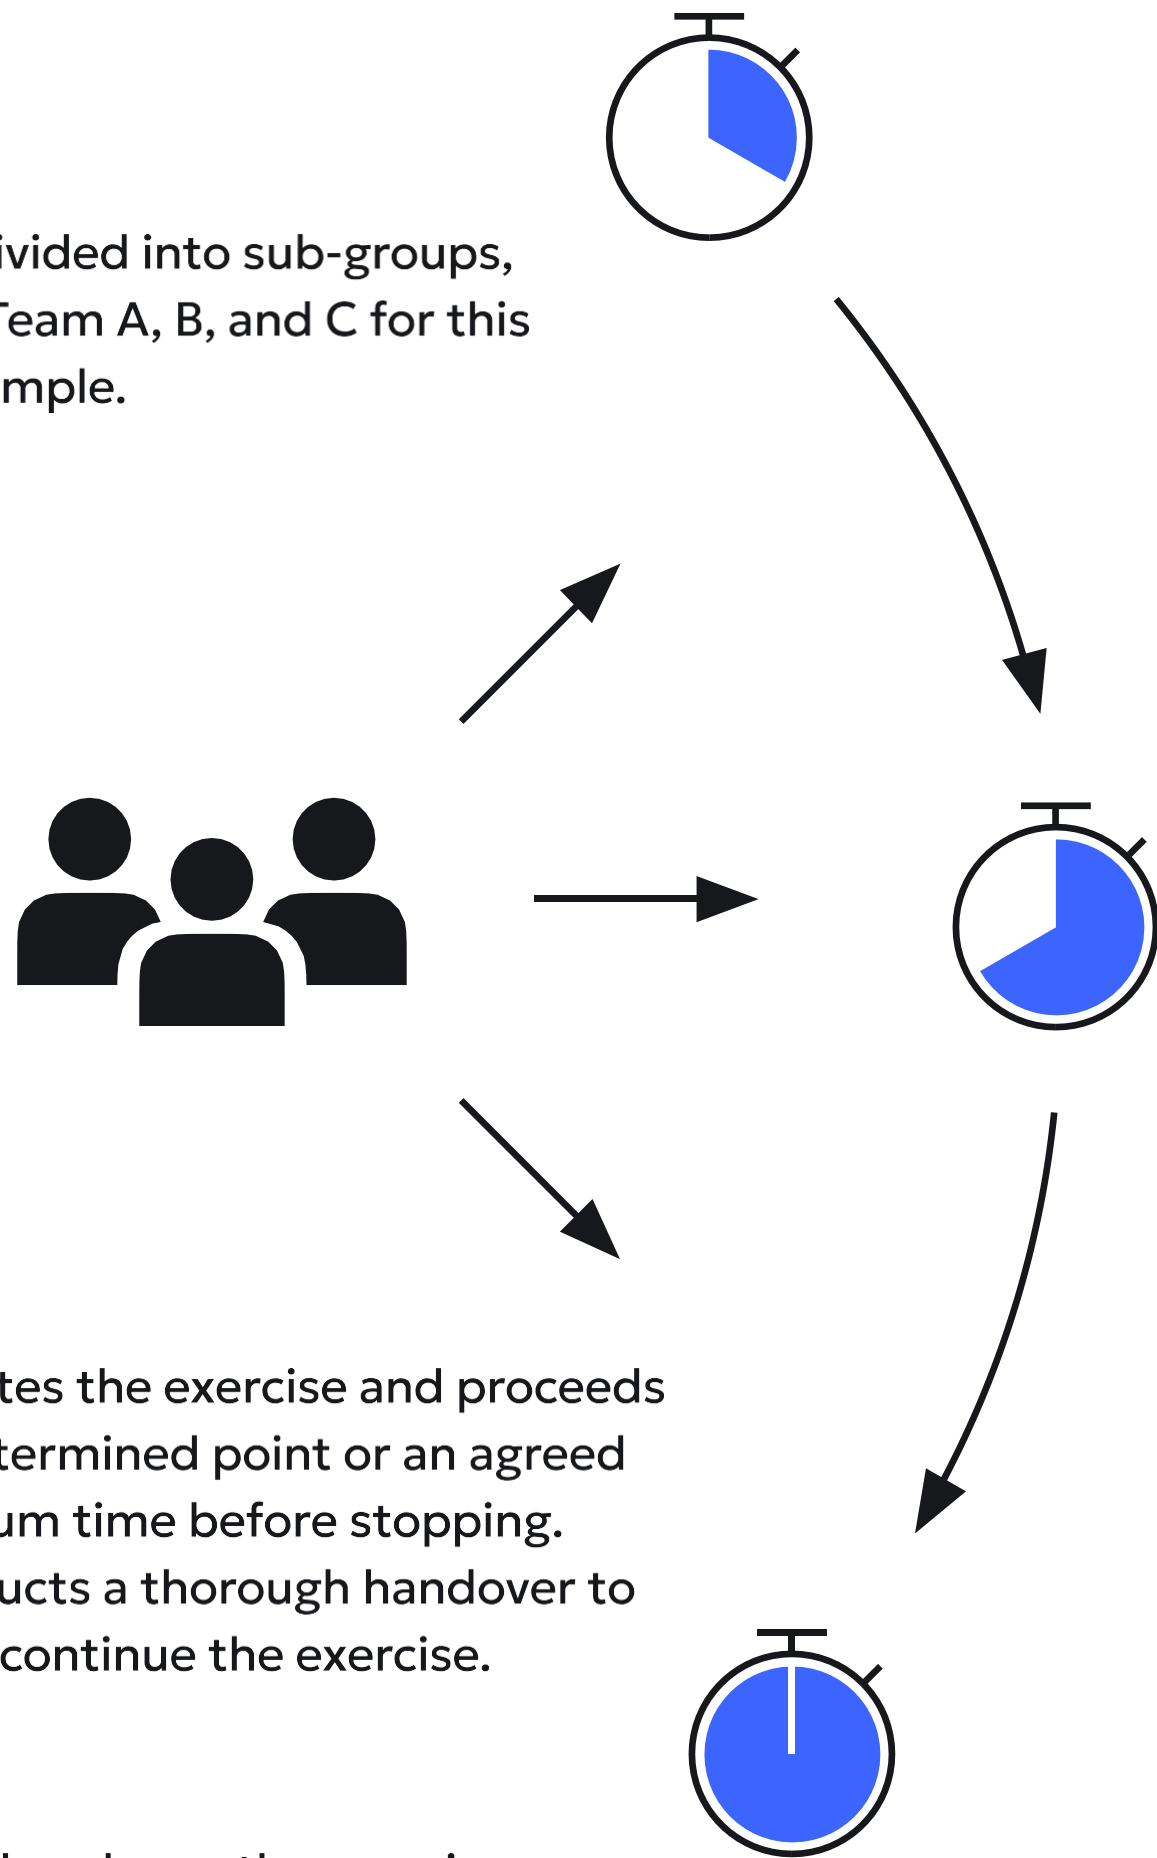 ivided into sub-groups,
Team A, B, and C for this
mple.
tes the exercise and proceeds
termined point or an agreed
um time before stopping.
ucts a thorough handover to
continue the exercise.